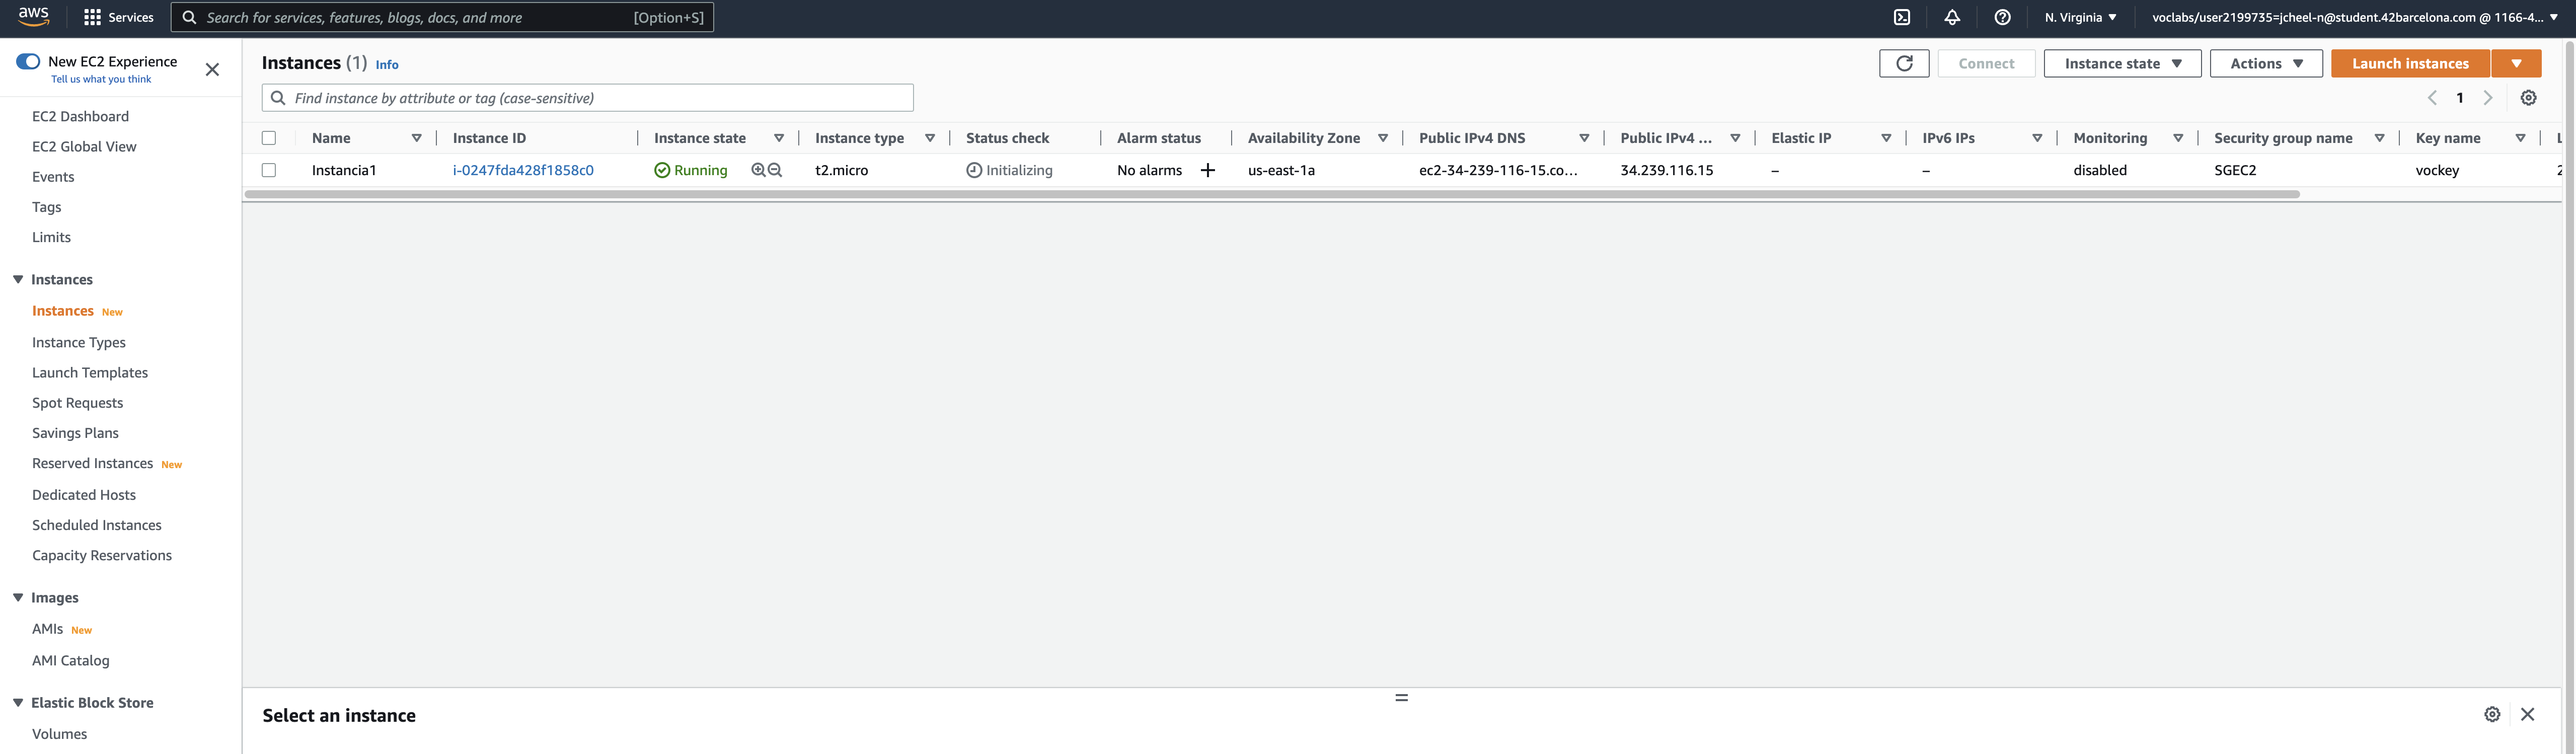 aws Services Search for services, features, blogs, docs, and more [Option+S] N. Virginia voclabs/user2199735=jcheel-n@student.42barcelona.com @ 1166-4...
New EC2 Experience
Tell us what you think
EC2 Dashboard
EC2 Global View
Events
Tags
Limits
Instances
Instances New
Instance Types
Launch Templates
Spot Requests
Savings Plans
Reserved Instances New
Dedicated Hosts
Scheduled Instances
Capacity Reservations
Images
AMIs New
AMI Catalog
Elastic Block Store
Volumes
Instances (1) Info Connect Instance state Actions Launch instances
Find instance by attribute or tag (case-sensitive) 1
Name Instance ID Instance state Instance type Status check Alarm status Availability Zone Public IPv4 DNS Public IPv4 ... Elastic IP IPv6 IPs Monitoring Security group name Key name
Instancia1 i-0247fda428f1858c0 Running t2.micro Initializing No alarms us-east-1a ec2-34-239-116-15.co... 34.239.116.15 – – disabled SGEC2 vockey
Select an instance